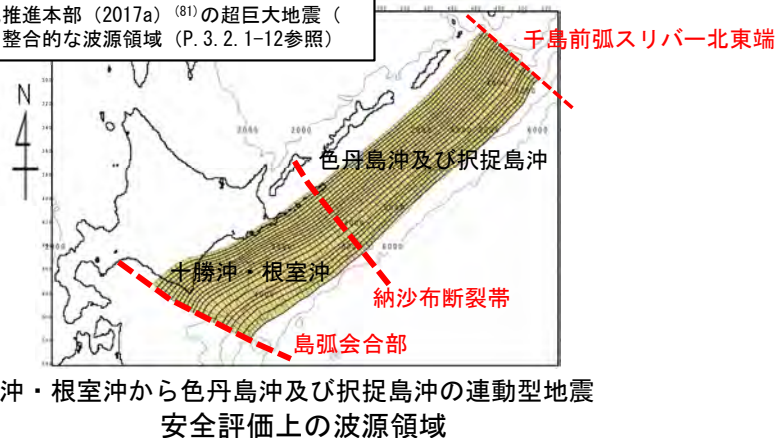 推進本部（2017a）⁽⁸¹⁾の超巨大地震（
整合的な波源領域（P.3.2.1-12参照）
千島前弧スリバー北東端
N
2000
2000
6000
色丹島沖及び択捉島沖
6000
十勝沖・根室沖
納沙布断裂帯
島弧会合部
沖・根室沖から色丹島沖及び択捉島沖の連動型地震
安全評価上の波源領域